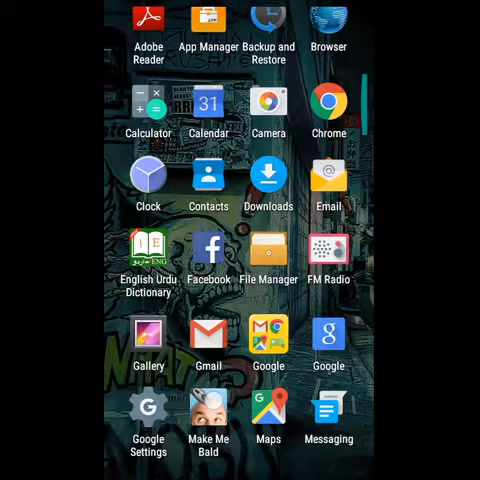 Adobe Reader
App Manager
Backup and Restore
Browser
Calculator
31
Calendar
Camera
Chrome
Clock
Contacts
Downloads
Email
English Urdu Dictionary
Facebook
File Manager
FM Radio
Gallery
Gmail
Google
Google
Google Settings
Make Me Bald
Maps
Messaging